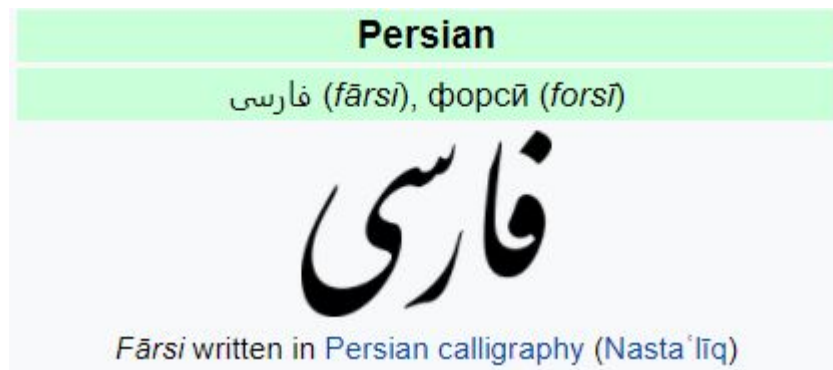 Persian
فارسی (fārsi), форсӣ (forsī)
فارسی
Fārsi written in Persian calligraphy (Nastaʿlīq)